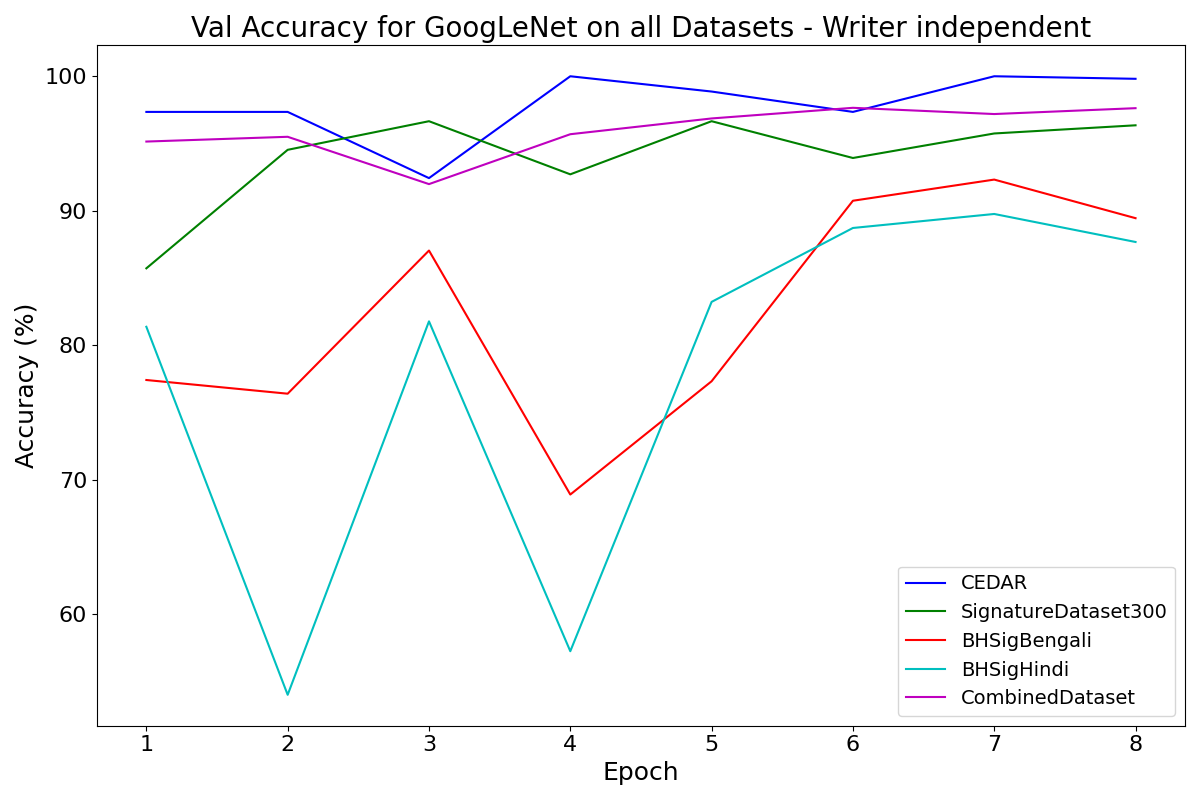 Val Accuracy for GoogLeNet on all Datasets - Writer independent
100
90
80
70
60
Accuracy (%)
1 2 3 4 5 6 7 8
Epoch
CEDAR
SignatureDataset300
BHSigBengali
BHSigHindi
CombinedDataset